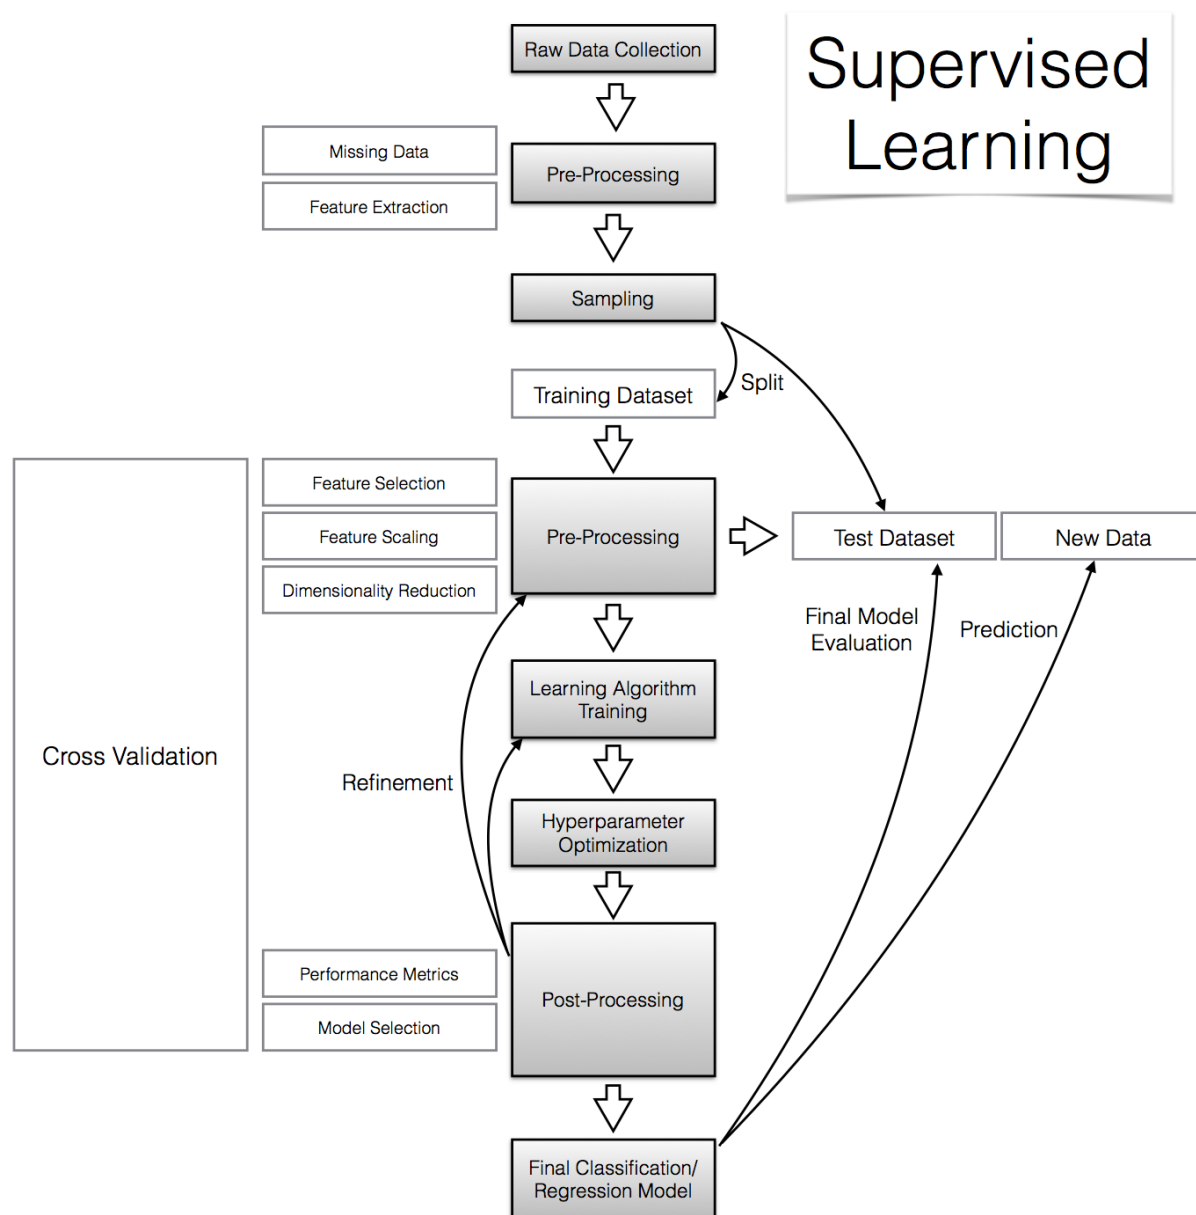 Supervised
Learning
Raw Data Collection
Missing Data
Pre-Processing
Feature Extraction
Sampling
Split
Training Dataset
Feature Selection
Feature Scaling
Pre-Processing
Test Dataset
New Data
Dimensionality Reduction
Final Model
Evaluation
Prediction
Learning Algorithm
Training
Cross Validation
Refinement
Hyperparameter
Optimization
Performance Metrics
Post-Processing
Model Selection
Final Classification/
Regression Model